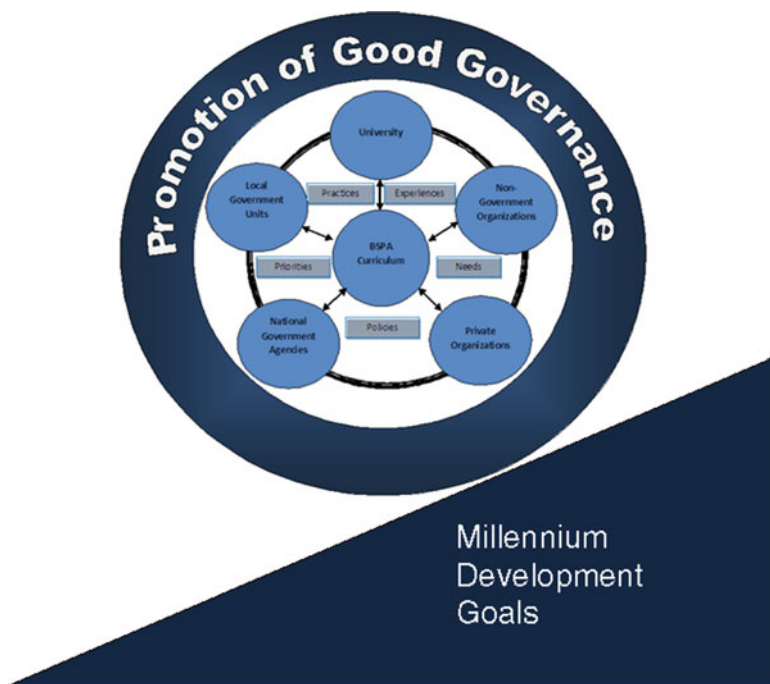 Promotion of Good Governance
University
Practices
Experiences
Local
Government
Units
Non-
Government
Organizations
BSPA
Curriculum
Priorities
Needs
National
Government
Agencies
Policies
Private
Organizations
Millennium
Development
Goals